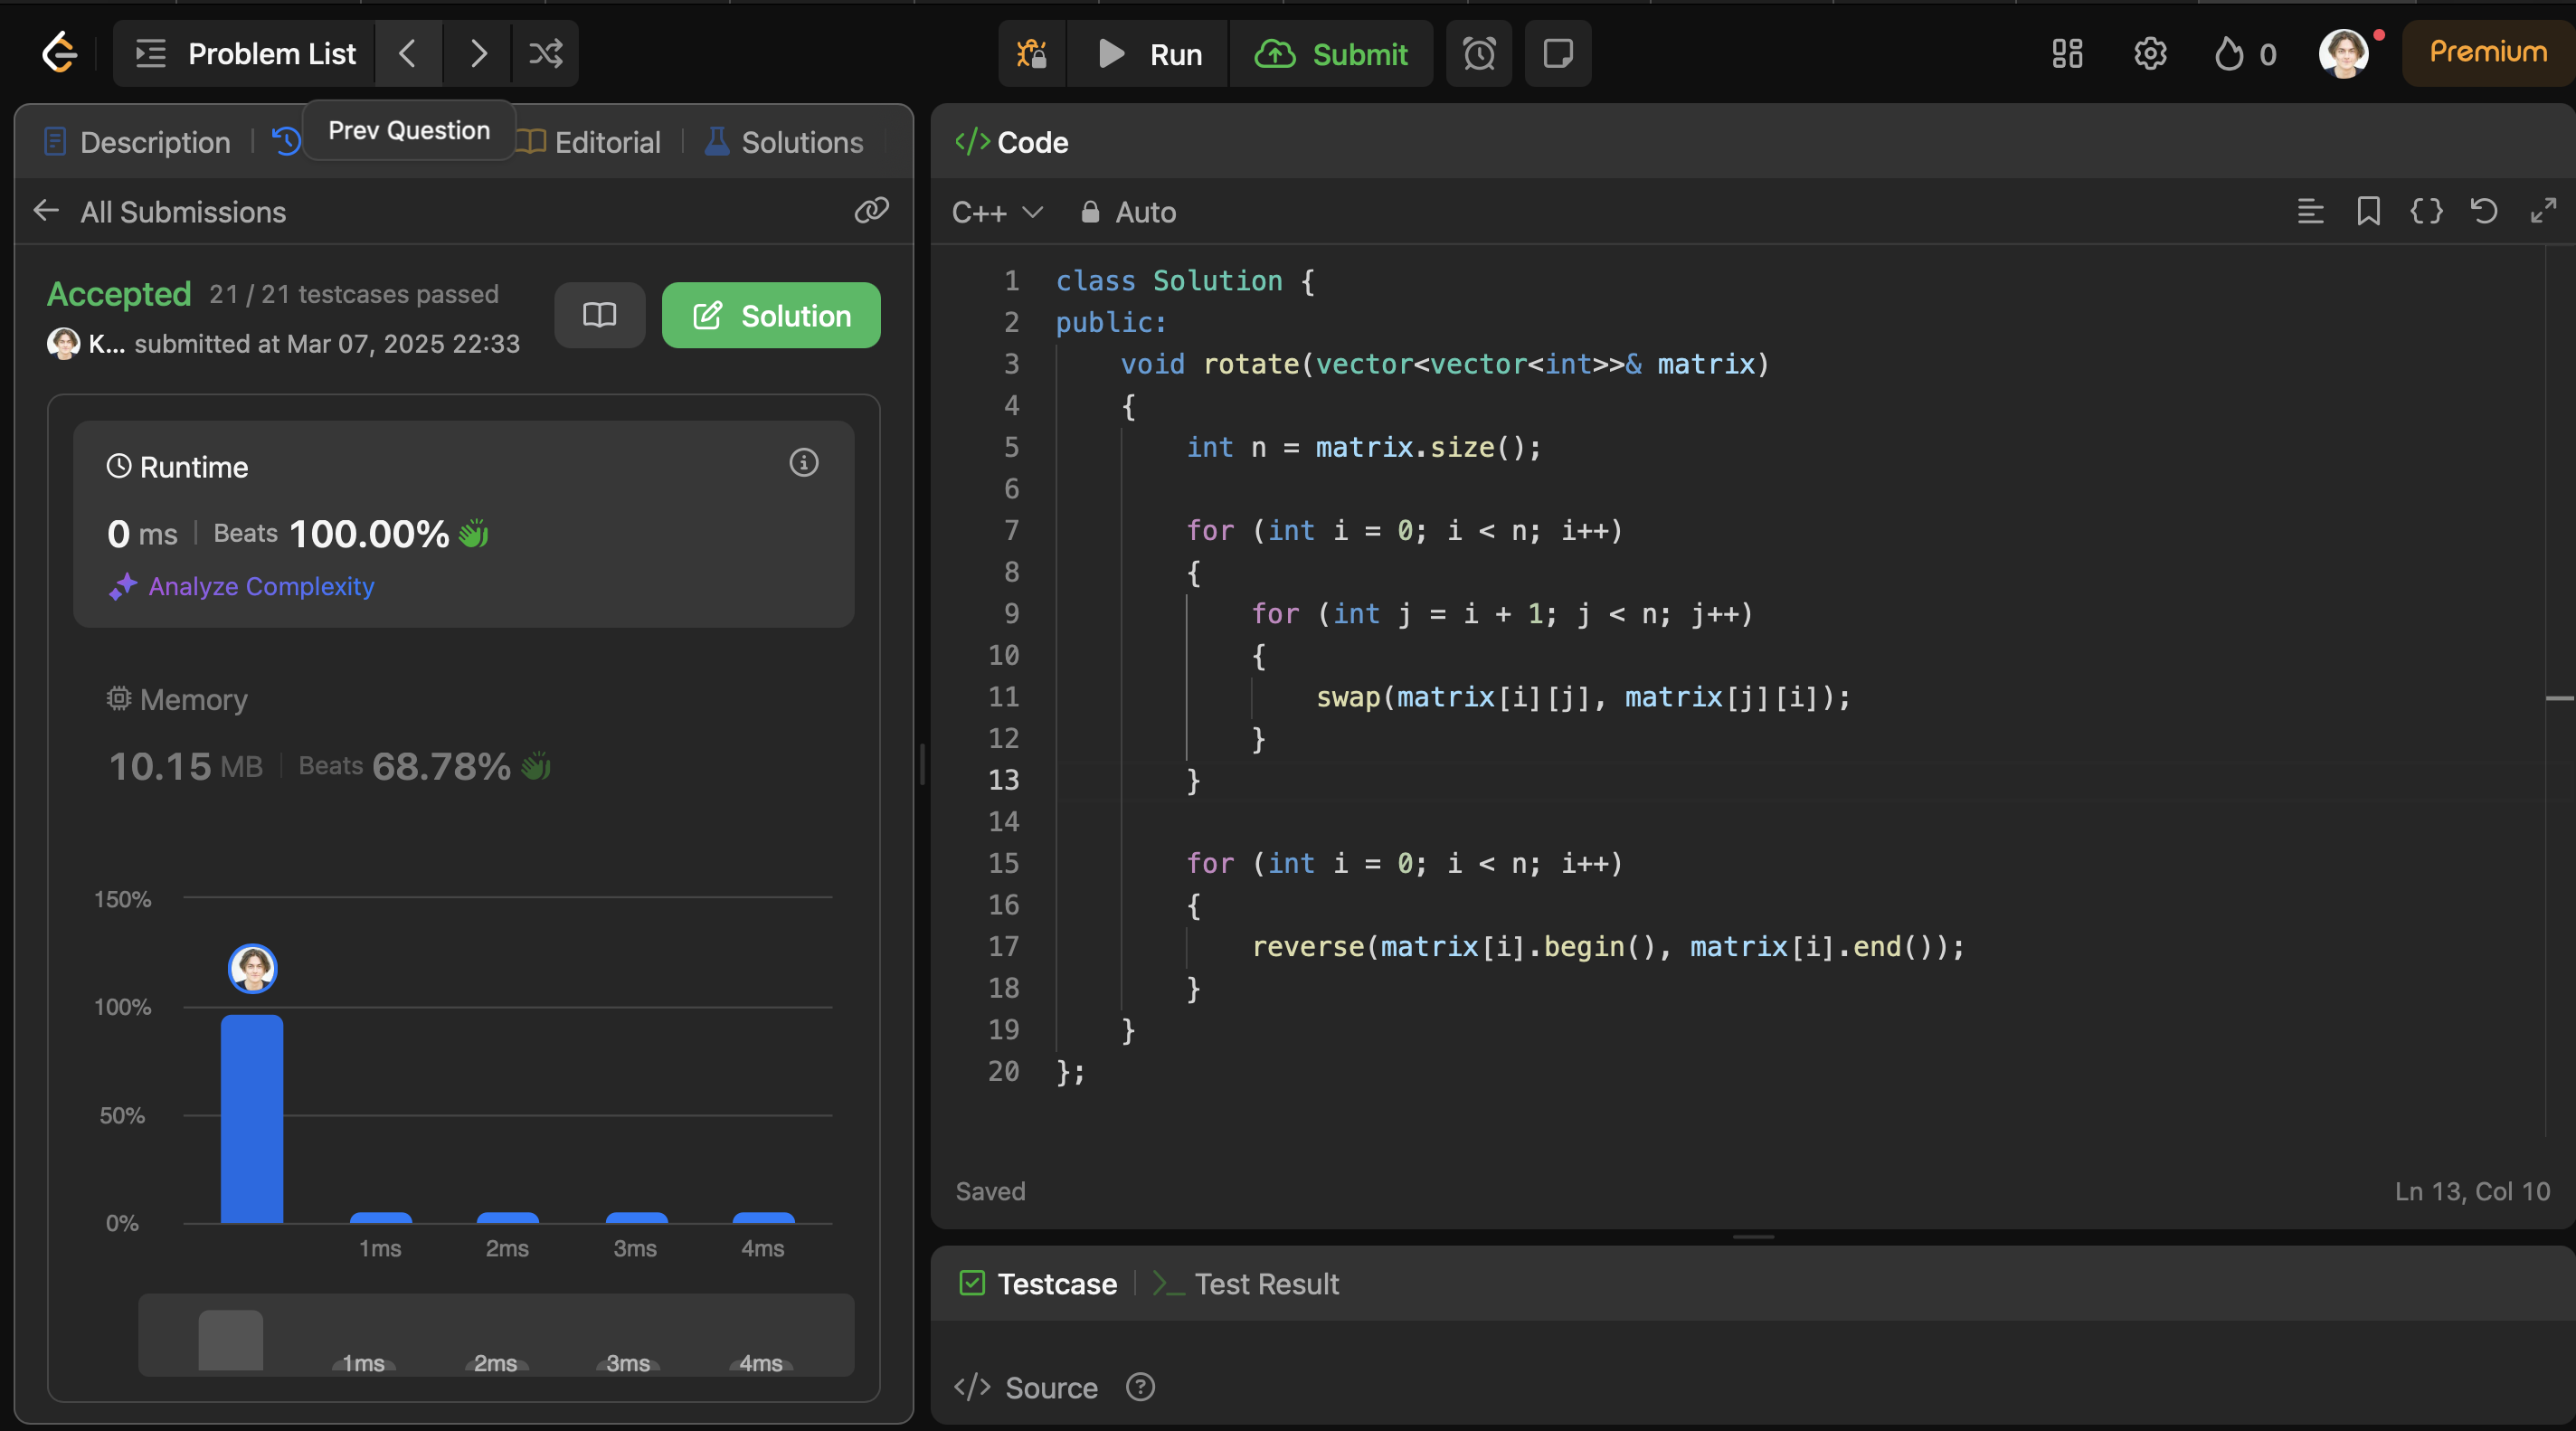 Problem List Run Submit 0 Premium
Description Prev Question Editorial Solutions
All Submissions
Accepted 21 / 21 testcases passed
K... submitted at Mar 07, 2025 22:33
Solution
Runtime
0 ms Beats 100.00%
Analyze Complexity
Memory
10.15 MB Beats 68.78%
150%
100%
50%
0%
1ms 2ms 3ms 4ms
1ms 2ms 3ms 4ms
</> Code
C++ Auto
1 class Solution {
2 public:
3 void rotate(vector<vector<int>>& matrix)
4 {
5 int n = matrix.size();
6
7 for (int i = 0; i < n; i++)
8 {
9 for (int j = i + 1; j < n; j++)
10 {
11 swap(matrix[i][j], matrix[j][i]);
12 }
13 }
14
15 for (int i = 0; i < n; i++)
16 {
17 reverse(matrix[i].begin(), matrix[i].end());
18 }
19 }
20 };
Saved Ln 13, Col 10
Testcase >_ Test Result
</> Source ?